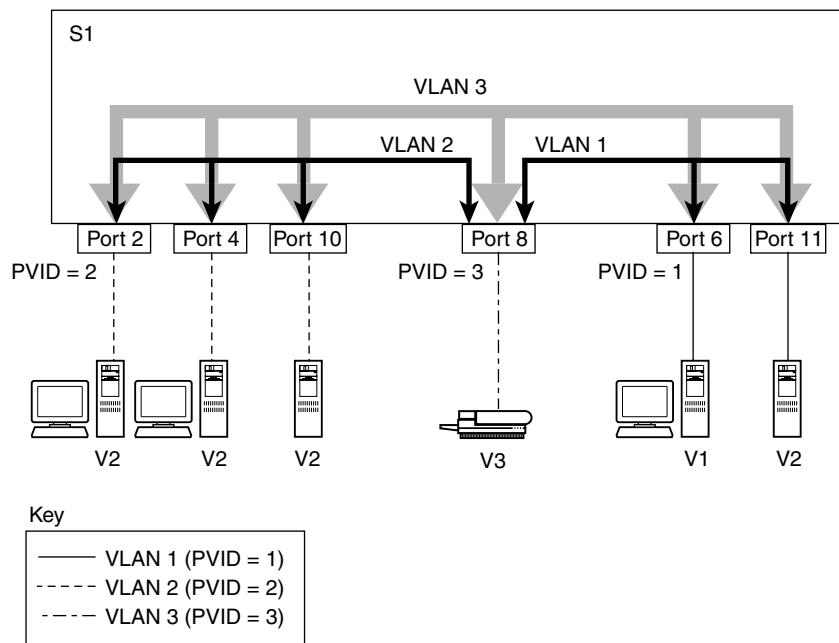 S1
VLAN 3
VLAN 2
VLAN 1
Port 2
Port 4
Port 10
Port 8
Port 6
Port 11
PVID = 2
PVID = 3
PVID = 1
V2
V2
V2
V3
V1
V2
Key
VLAN 1 (PVID = 1)
VLAN 2 (PVID = 2)
VLAN 3 (PVID = 3)